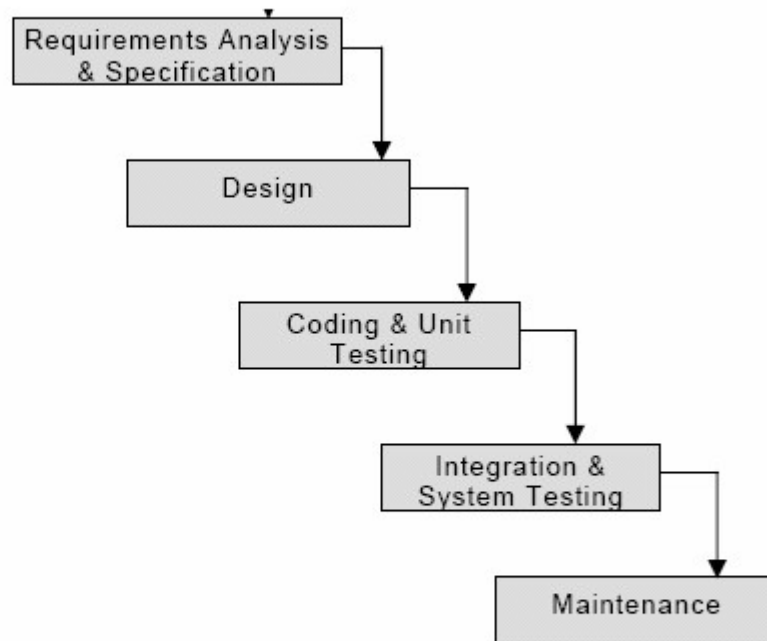 Requirements Analysis
& Specification
Design
Coding & Unit
Testing
Integration &
System Testing
Maintenance